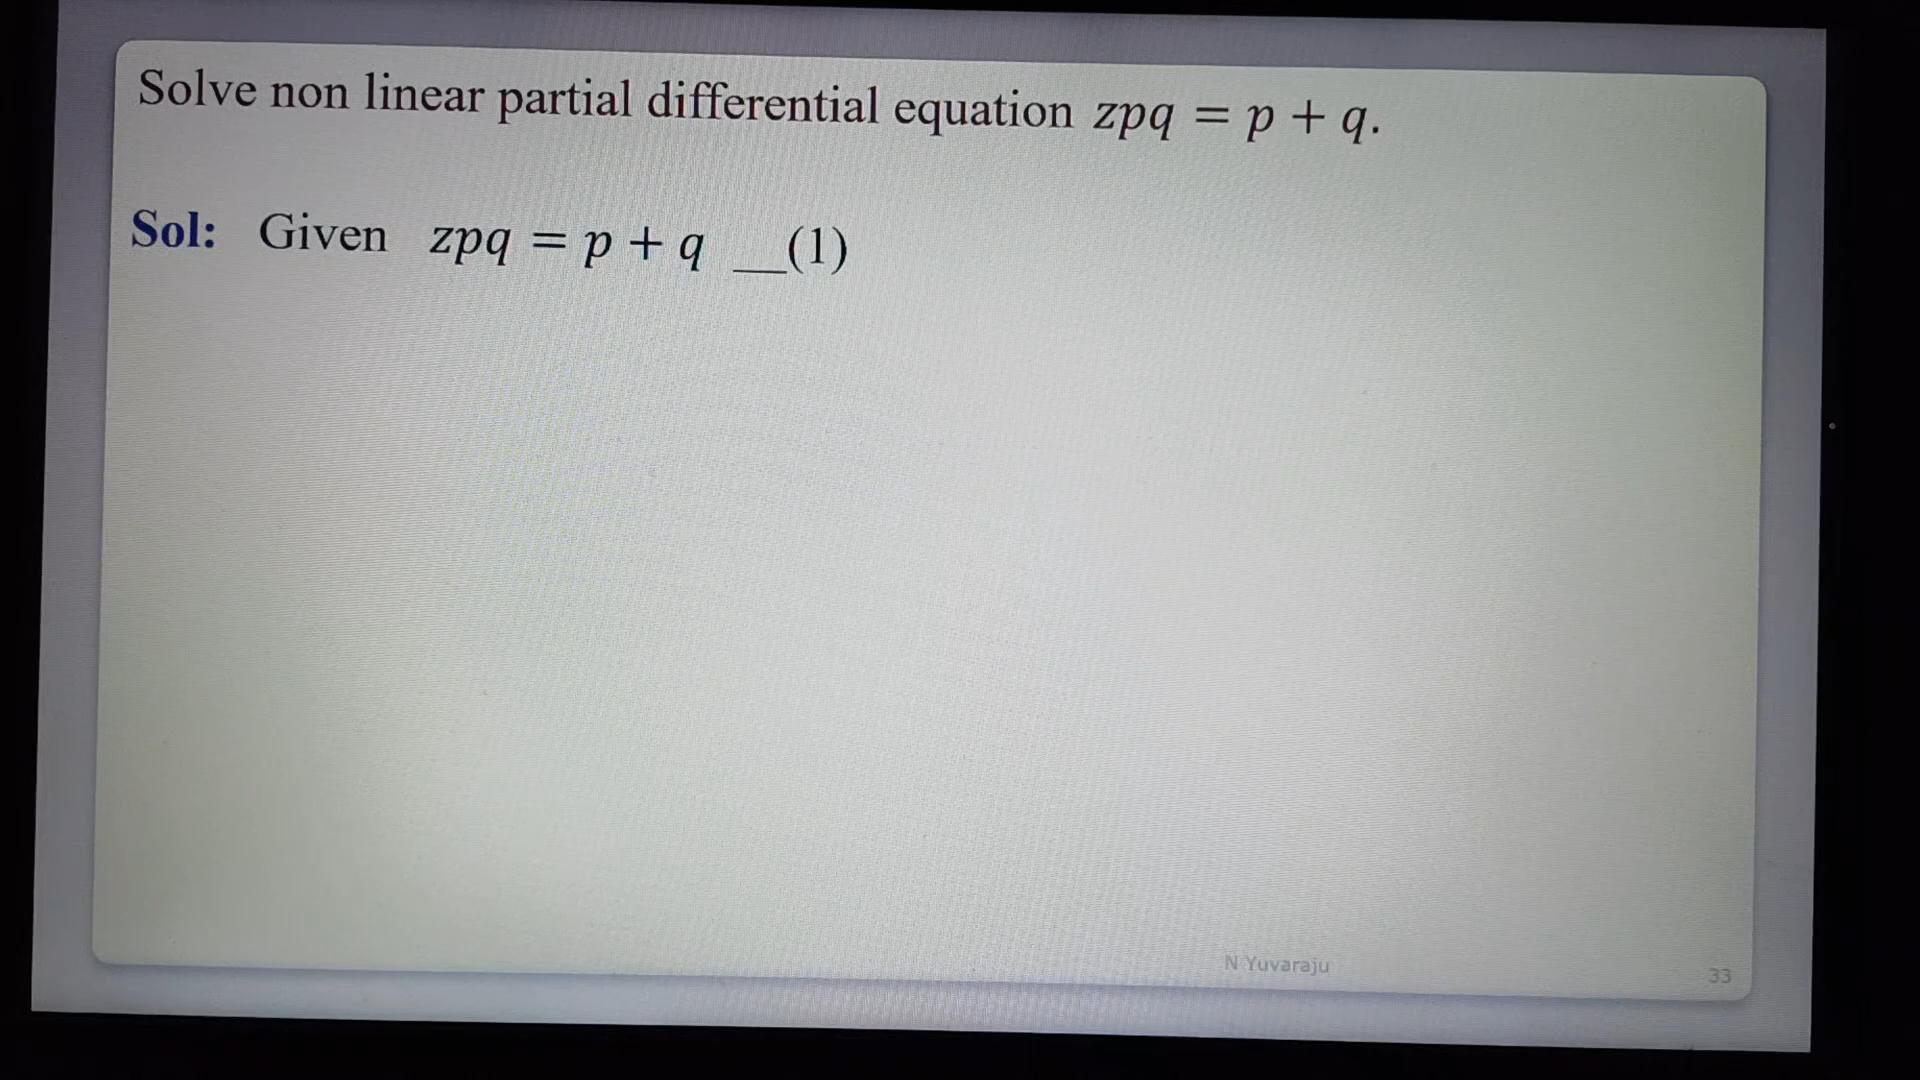 Solve non linear partial differential equation zpq = p + q.
Sol: Given zpq = p + q __(1)
N Yuvaraju
33